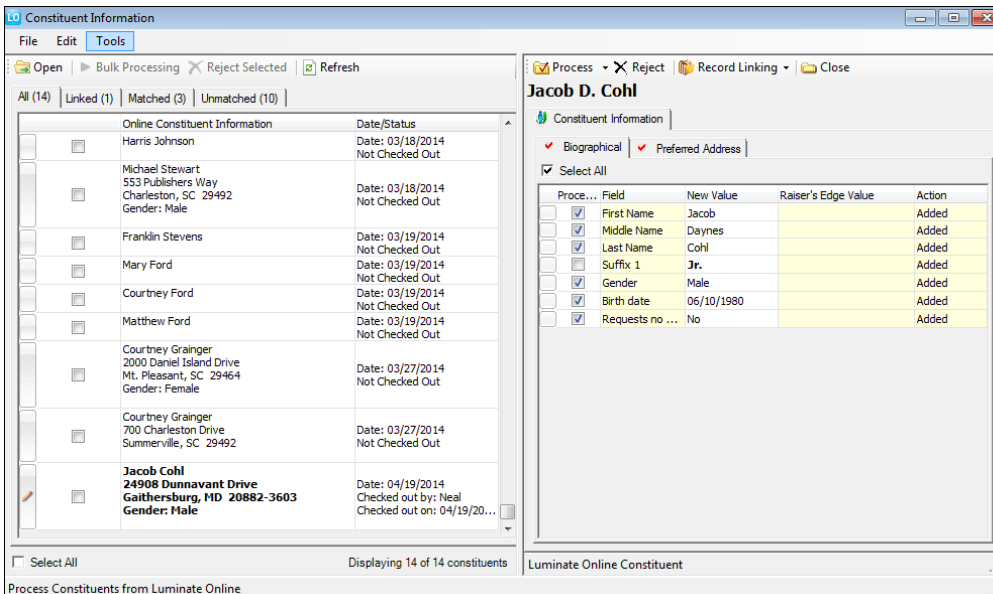 LO Constituent Information
File Edit Tools
Open Bulk Processing Reject Selected Refresh
All (14) Linked (1) Matched (3) Unmatched (10)
Online Constituent Information Date/Status
Harris Johnson Date: 03/18/2014
Not Checked Out
Michael Stewart
553 Publishers Way
Charleston, SC 29492
Gender: Male
Date: 03/18/2014
Not Checked Out
Franklin Stevens Date: 03/19/2014
Not Checked Out
Mary Ford Date: 03/19/2014
Not Checked Out
Courtney Ford Date: 03/19/2014
Not Checked Out
Matthew Ford Date: 03/19/2014
Not Checked Out
Courtney Grainger
2000 Daniel Island Drive
Mt. Pleasant, SC 29464
Gender: Female
Date: 03/27/2014
Not Checked Out
Courtney Grainger
700 Charleston Drive
Summerville, SC 29492
Date: 03/27/2014
Not Checked Out
Jacob Cohl
24908 Dunnavant Drive
Gaithersburg, MD 20882-3603
Gender: Male
Date: 04/19/2014
Checked out by: Neal
Checked out on: 04/19/20...
Select All Displaying 14 of 14 constituents
Process Constituents from Luminate Online
Process Reject Record Linking Close
Jacob D. Cohl
Constituent Information
Biographical Preferred Address
Select All
Proce... Field New Value Raiser's Edge Value Action
First Name Jacob Added
Middle Name Daynes Added
Last Name Cohl Added
Suffix 1 Jr. Added
Gender Male Added
Birth date 06/10/1980 Added
Requests no ... No Added
Luminate Online Constituent